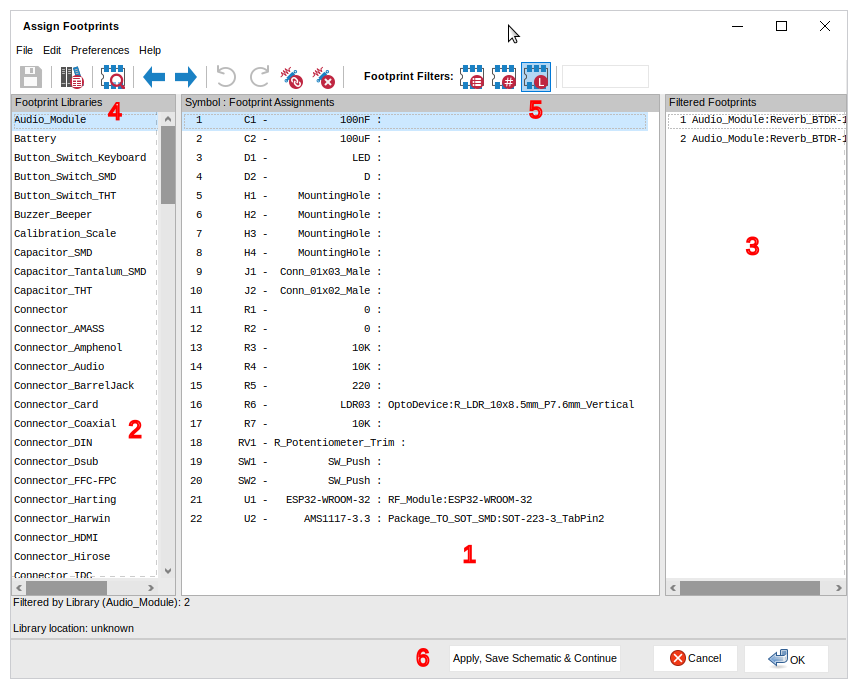 Assign Footprints
File Edit Preferences Help
Footprint Filters: # L
4 5
Footprint Libraries
Audio_Module
Battery
Button_Switch_Keyboard
Button_Switch_SMD
Button_Switch_THT
Buzzer_Beeper
Calibration_Scale
Capacitor_SMD
Capacitor_Tantalum_SMD
Capacitor_THT
Connector
Connector_AMASS
Connector_Amphenol
Connector_Audio
Connector_BarrelJack
Connector_Card
Connector_Coaxial
Connector_DIN
Connector_Dsub
Connector_FFC-FPC
Connector_Harting
Connector_Harwin
Connector_HDMI
Connector_Hirose
Connector_IDC
2
Symbol : Footprint Assignments
1 C1 - 100nF :
2 C2 - 100uF :
3 D1 - LED :
4 D2 - D :
5 H1 - MountingHole :
6 H2 - MountingHole :
7 H3 - MountingHole :
8 H4 - MountingHole :
9 J1 - Conn_01x03_Male :
10 J2 - Conn_01x02_Male :
11 R1 - 0 :
12 R2 - 0 :
13 R3 - 10K :
14 R4 - 10K :
15 R5 - 220 :
16 R6 - LDR03 : OptoDevice:R_LDR_10x8.5mm_P7.6mm_Vertical
17 R7 - 10K :
18 RV1 - R_Potentiometer_Trim :
19 SW1 - SW_Push :
20 SW2 - SW_Push :
21 U1 - ESP32-WROOM-32 : RF_Module:ESP32-WROOM-32
22 U2 - AMS1117-3.3 : Package_TO_SOT_SMD:SOT-223-3_TabPin2
1
Filtered Footprints
1 Audio_Module:Reverb_BTDR-1
2 Audio_Module:Reverb_BTDR-1
3
Filtered by Library (Audio_Module): 2
Library location: unknown
6
Apply, Save Schematic & Continue
Cancel
OK